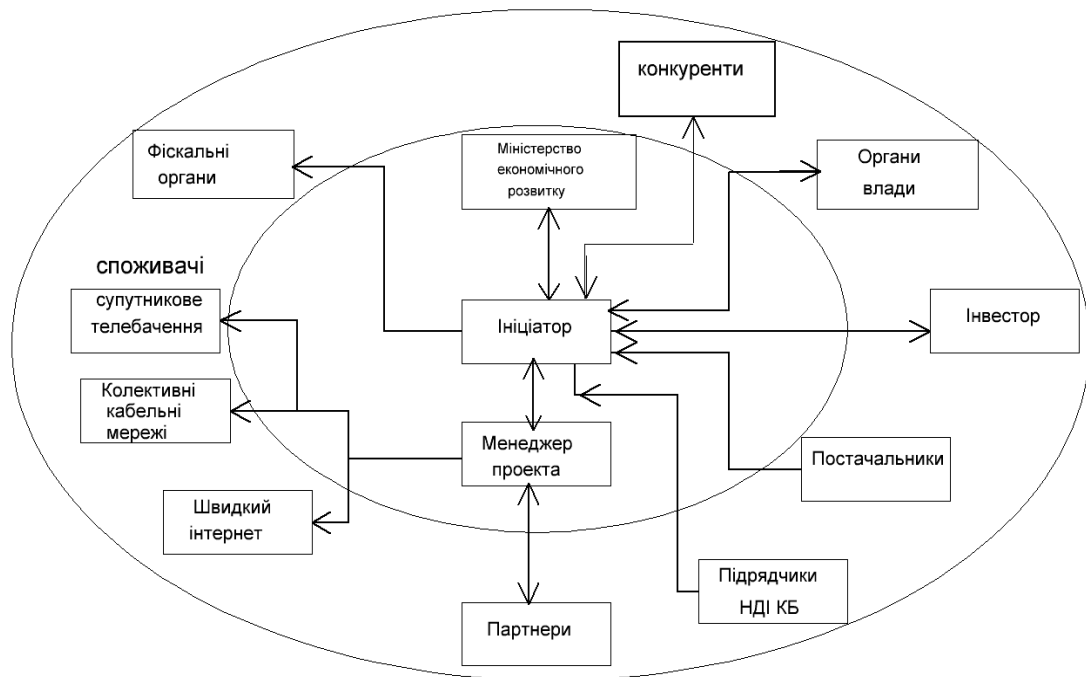 конкуренти
Фіскальні
органи
Міністерство
економічного
розвитку
Органи
влади
споживачі
супутникове
телебачення
Ініціатор
Інвестор
Колективні
кабельні
мережі
Менеджер
проекта
Постачальники
Швидкий
інтернет
Підрядчики
НДІ КБ
Партнери